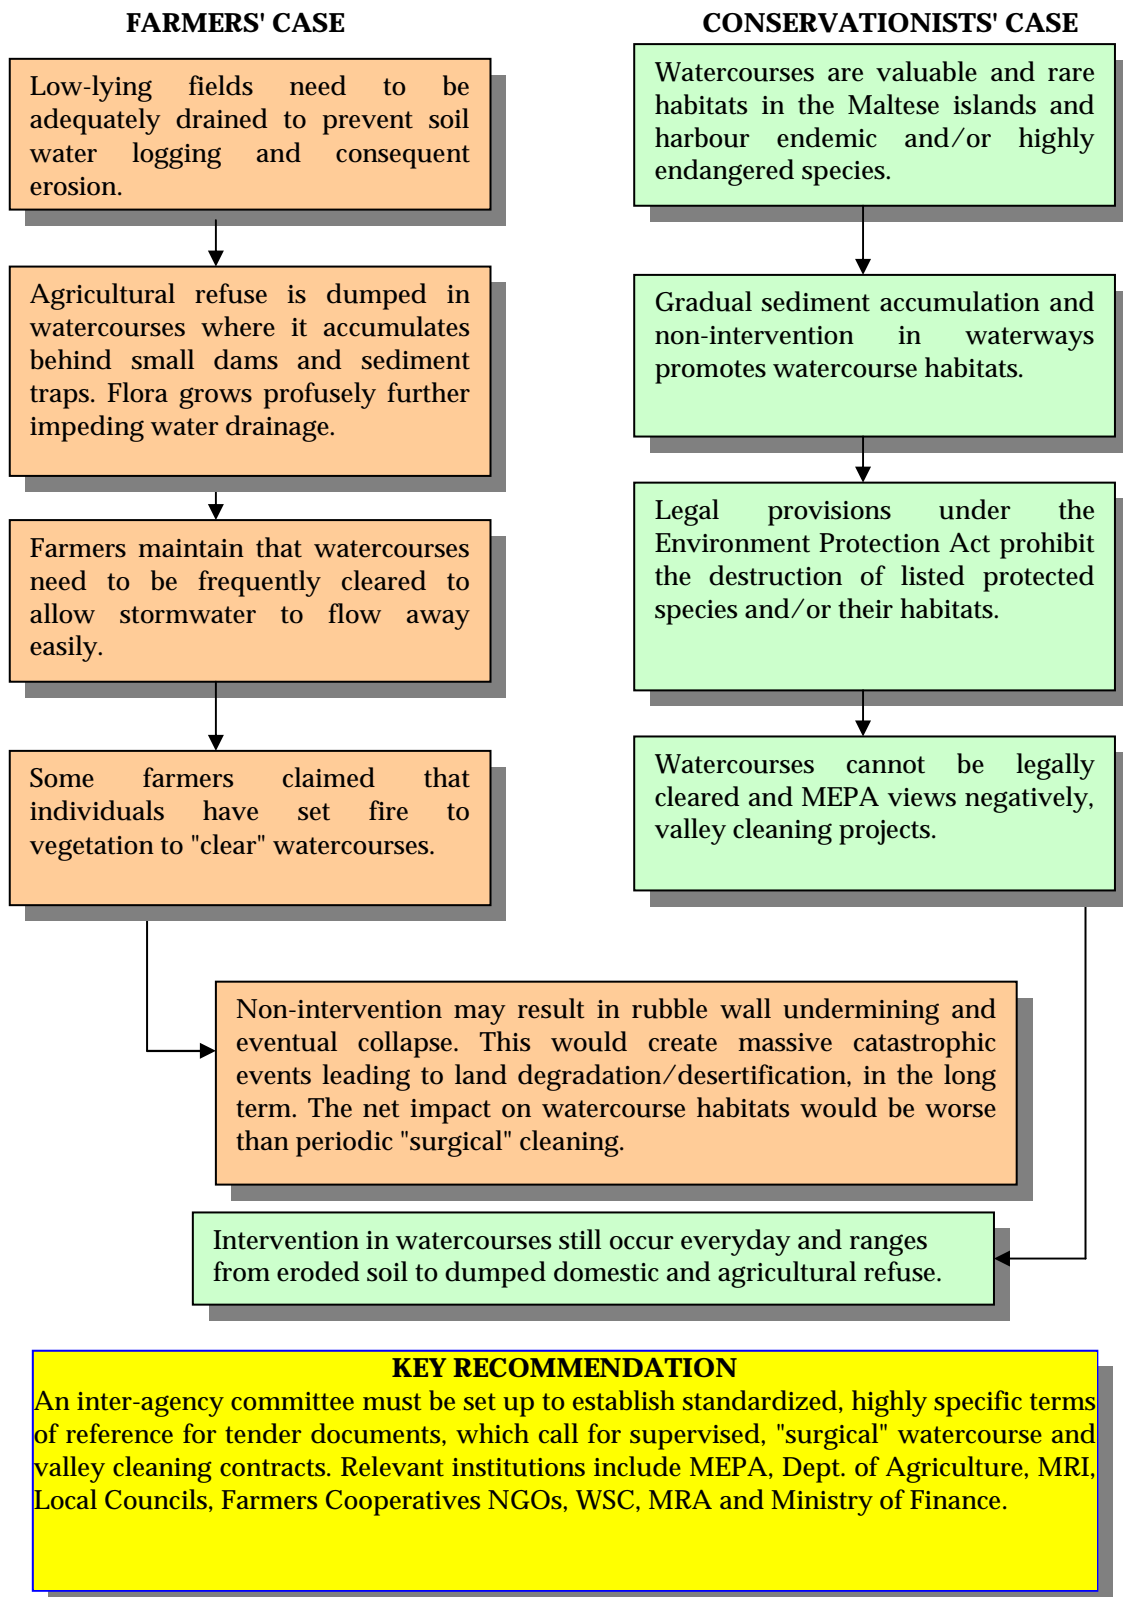 FARMERS' CASE
Low-lying fields need to be
adequately drained to prevent soil
water logging and consequent
erosion.
Agricultural refuse is dumped in
watercourses where it accumulates
behind small dams and sediment
traps. Flora grows profusely further
impeding water drainage.
Farmers maintain that watercourses
need to be frequently cleared to
allow stormwater to flow away
easily.
Some farmers claimed that
individuals have set fire to
vegetation to "clear" watercourses.
CONSERVATIONISTS' CASE
Watercourses are valuable and rare
habitats in the Maltese islands and
harbour endemic and/or highly
endangered species.
Gradual sediment accumulation and
non-intervention in waterways
promotes watercourse habitats.
Legal provisions under the
Environment Protection Act prohibit
the destruction of listed protected
species and/or their habitats.
Watercourses cannot be legally
cleared and MEPA views negatively,
valley cleaning projects.
Non-intervention may result in rubble wall undermining and
eventual collapse. This would create massive catastrophic
events leading to land degradation/desertification, in the long
term. The net impact on watercourse habitats would be worse
than periodic "surgical" cleaning.
Intervention in watercourses still occur everyday and ranges
from eroded soil to dumped domestic and agricultural refuse.
KEY RECOMMENDATION
An inter-agency committee must be set up to establish standardized, highly specific terms
of reference for tender documents, which call for supervised, "surgical" watercourse and
valley cleaning contracts. Relevant institutions include MEPA, Dept. of Agriculture, MRI,
Local Councils, Farmers Cooperatives NGOs, WSC, MRA and Ministry of Finance.